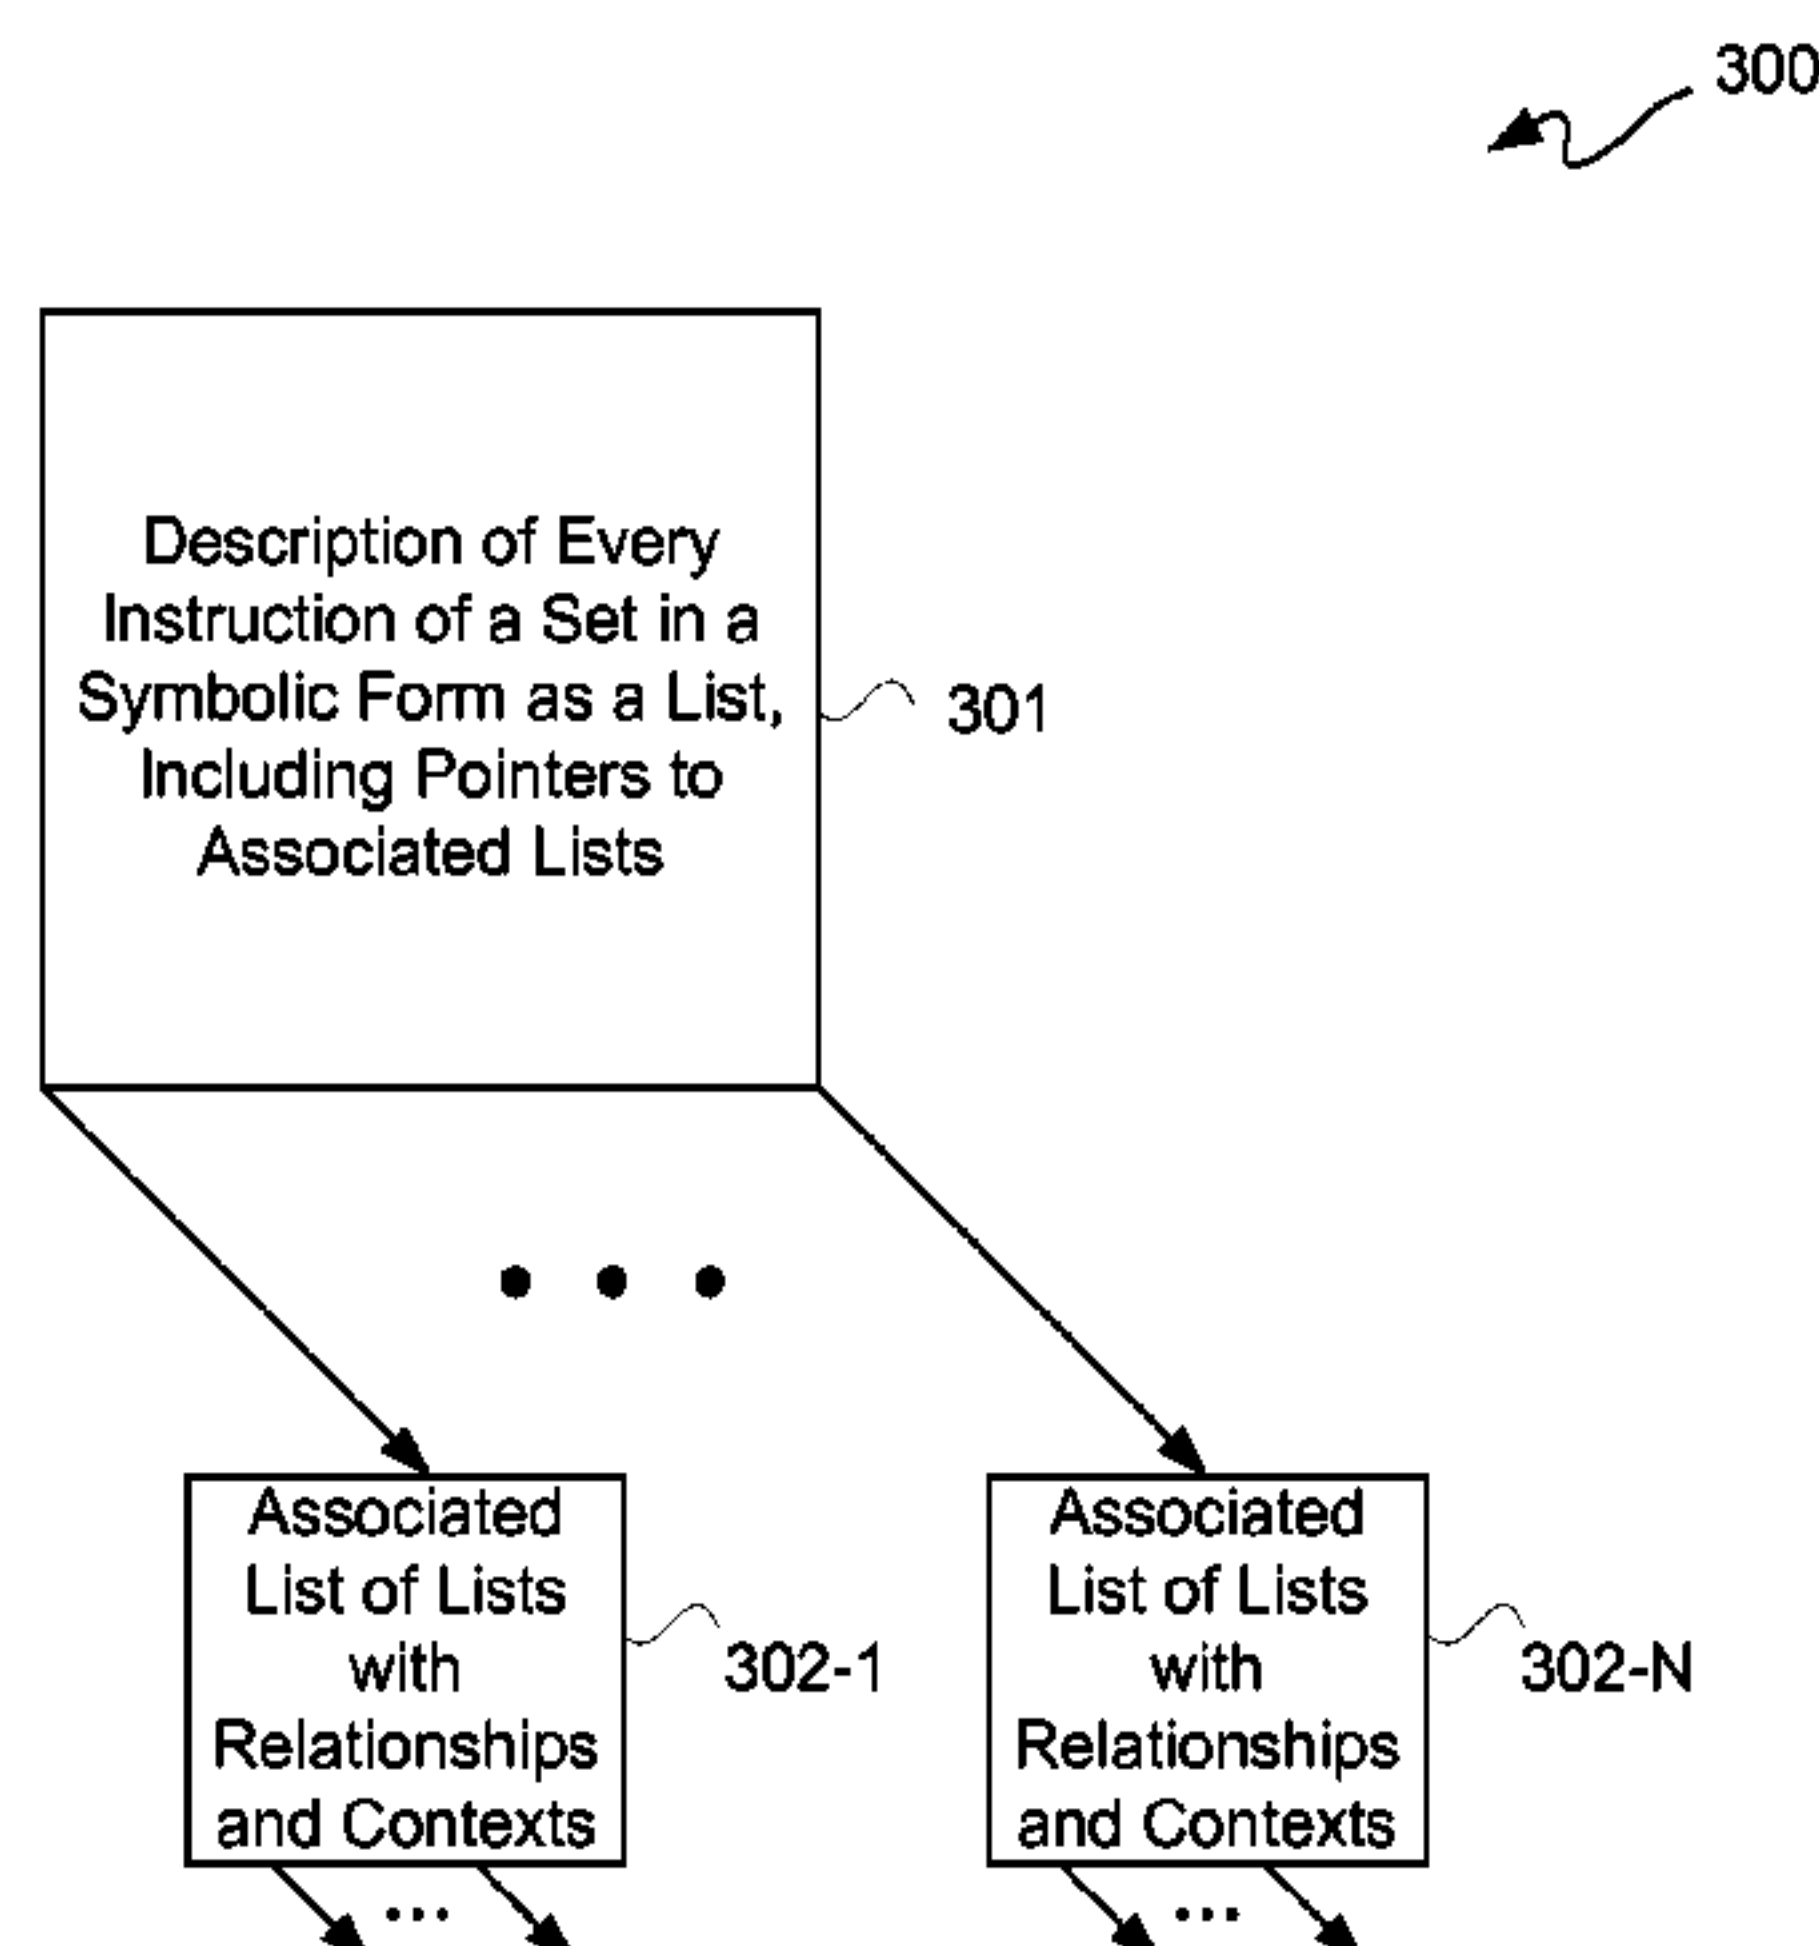 300
Description of Every
Instruction of a Set in a
Symbolic Form as a List,
Including Pointers to
Associated Lists
301
Associated
List of Lists
with
Relationships
and Contexts
302-1
Associated
List of Lists
with
Relationships
and Contexts
302-N